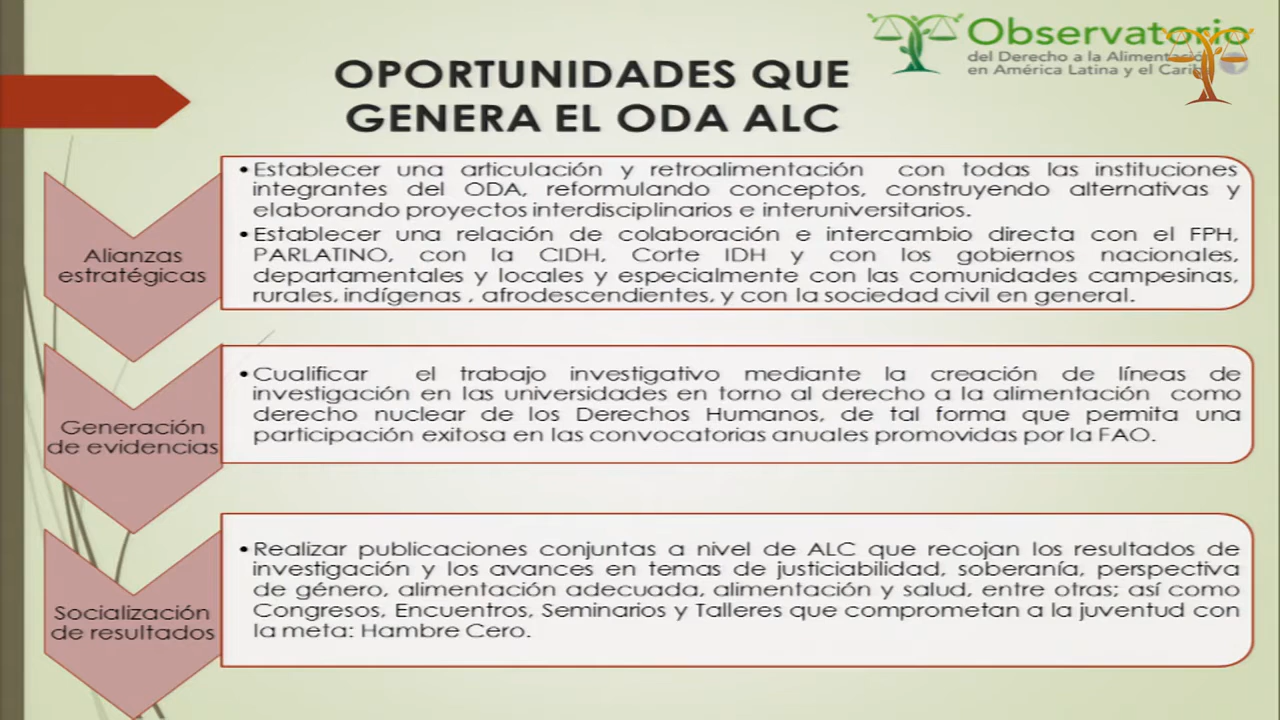 Observatorio
del Derecho a la Alimentación
en América Latina y el Carib
OPORTUNIDADES QUE
GENERA EL ODA ALC
Alianzas
estratégicas
•Establecer una articulación y retroalimentación con todas las instituciones
integrantes del ODA, reformulando conceptos, construyendo alternativas y
elaborando proyectos interdisciplinarios e interuniversitarios.
•Establecer una relación de colaboración e intercambio directa con el FPH,
PARLATINO, con la CIDH, Corte IDH y con los gobiernos nacionales,
departamentales y locales y especialmente con las comunidades campesinas,
rurales, indígenas , afrodescendientes, y con la sociedad civil en general.
Generación
de evidencias
•Cualificar el trabajo investigativo mediante la creación de líneas de
investigación en las universidades en torno al derecho a la alimentación como
derecho nuclear de los Derechos Humanos, de tal forma que permita una
participación exitosa en las convocatorias anuales promovidas por la FAO.
Socialización
de resultados
•Realizar publicaciones conjuntas a nivel de ALC que recojan los resultados de
investigación y los avances en temas de justiciabilidad, soberanía, perspectiva
de género, alimentación adecuada, alimentación y salud, entre otras; así como
Congresos, Encuentros, Seminarios y Talleres que comprometan a la juventud con
la meta: Hambre Cero.